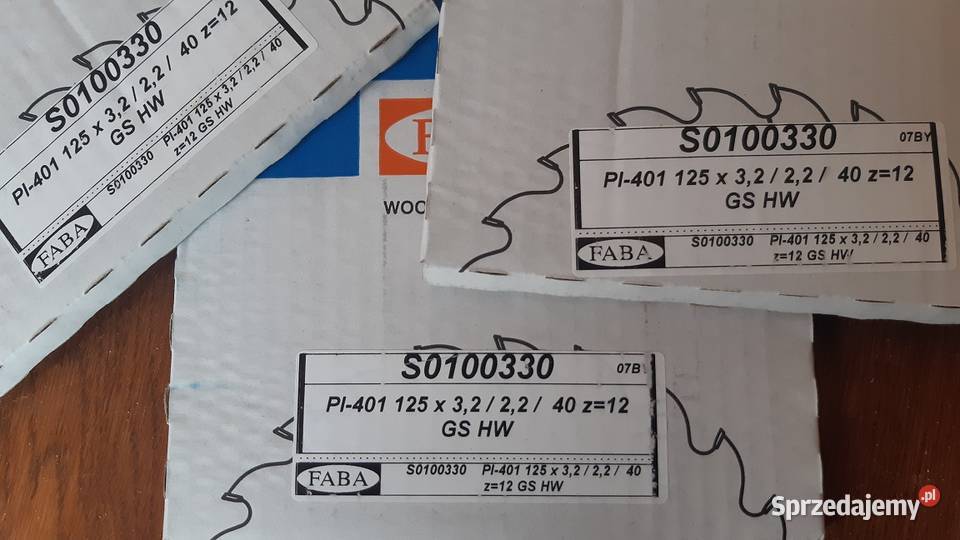 S0100330
PI-401 125 x 3,2 / 2,2 / 40 z=12
GS HW
FABA
S0100330 PI-401 125 x 3,2 / 2,2 / 40
z=12 GS HW
S0100330 07BY
PI-401 125 x 3,2 / 2,2 / 40 z=12
GS HW
FABA S0100330 PI-401 125 x 3,2 / 2,2 / 40
z=12 GS HW
S0100330 07B
PI-401 125 x 3,2 / 2,2 / 40 z=12
GS HW
FABA S0100330 PI-401 125 x 3,2 / 2,2 / 40
z=12 GS HW
Sprzedajemy.pl